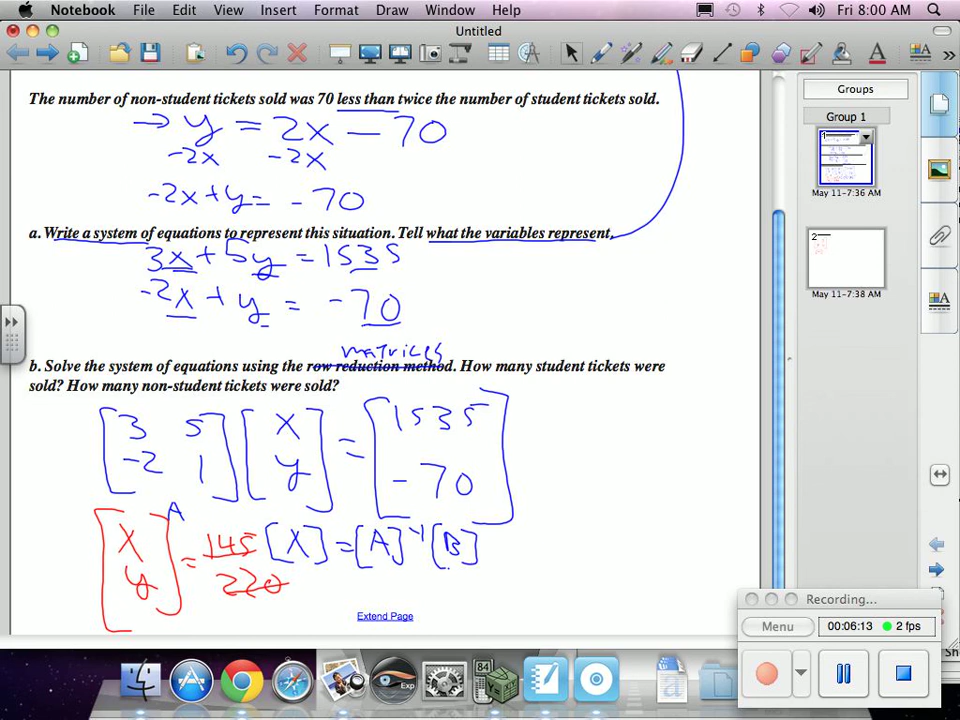 Notebook File Edit View Insert Format Draw Window Help Fri 8:00 AM
Untitled
The number of non-student tickets sold was 70 less than twice the number of student tickets sold.
→ y = 2x - 70
-2x -2x
-2x+y= -70
a. Write a system of equations to represent this situation. Tell what the variables represent.
3x + 5y = 1535
-2x + y = -70
matrices
b. Solve the system of equations using the row reduction method. How many student tickets were
sold? How many non-student tickets were sold?
3 5 x = 1535
-2 1 y -70
A
x = 145 [X] = [A]⁻¹ [B]
y 220
Extend Page
Groups
Group 1
1
May 11-7:36 AM
2
May 11-7:38 AM
Recording...
Menu 00:06:13 2 fps
84
Exp